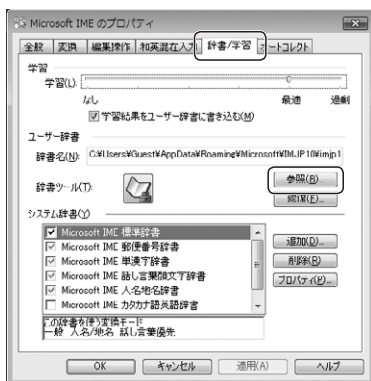 Microsoft IME のプロパティ
全般 変換 編集操作 和英混在入力 辞書/学習 オートコレクト
学習
学習(L):
なし 最適 過剰
学習結果をユーザー辞書に書き込む(M)
ユーザー辞書
辞書名(N): C:¥Users¥Guest¥AppData¥Roaming¥Microsoft¥IMJP10¥imjp1
参照(R)
辞書ツール(T):
修復(E)...
システム辞書(Y)
Microsoft IME 標準辞書
Microsoft IME 郵便番号辞書
Microsoft IME 単漢字辞書
Microsoft IME 話し言葉顔文字辞書
Microsoft IME 人名地名辞書
Microsoft IME カタカナ語英語辞書
追加(D)...
削除(R)
プロパティ(P)...
この辞書を使う変換モード
一般 人名/地名 話し言葉優先
OK キャンセル 適用(A) ヘルプ